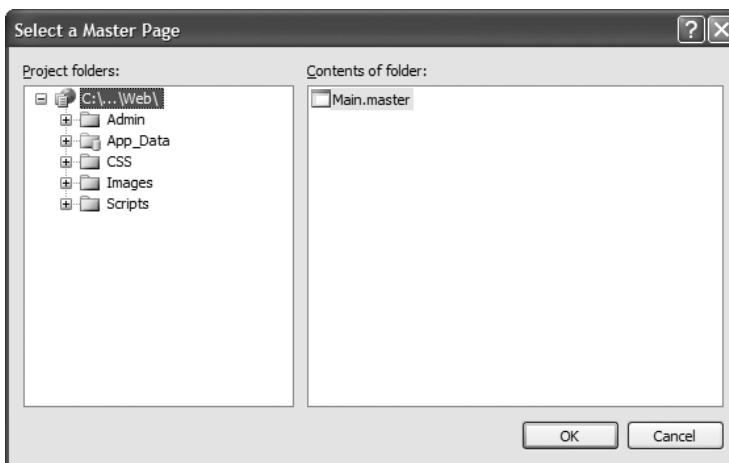 Select a Master Page
Project folders:
Contents of folder:
C:\...\Web\
Admin
App_Data
CSS
Images
Scripts
Main.master
OK
Cancel